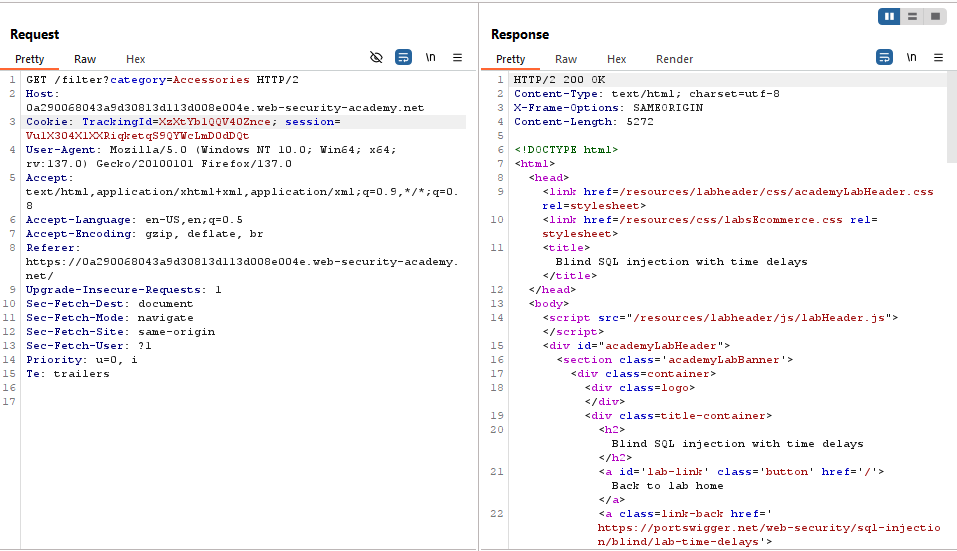 Request
Pretty
Raw
Hex
\n
1 GET /filter?category=Accessories HTTP/2
2 Host:
0a290068043a9d30813d113d008e004e.web-security-academy.net
3 Cookie: TrackingId=XzXtYb1QQV40Znce; session=
Vu1X304X1XXRiqketqS9QYWcLmD0dDQt
4 User-Agent: Mozilla/5.0 (Windows NT 10.0; Win64; x64;
rv:137.0) Gecko/20100101 Firefox/137.0
5 Accept:
text/html,application/xhtml+xml,application/xml;q=0.9,*/*;q=0.
8
6 Accept-Language: en-US,en;q=0.5
7 Accept-Encoding: gzip, deflate, br
8 Referer:
https://0a290068043a9d30813d113d008e004e.web-security-academy.
net/
9 Upgrade-Insecure-Requests: 1
10 Sec-Fetch-Dest: document
11 Sec-Fetch-Mode: navigate
12 Sec-Fetch-Site: same-origin
13 Sec-Fetch-User: ?1
14 Priority: u=0, i
15 Te: trailers
16
17
Response
Pretty
Raw
Hex
Render
\n
1 HTTP/2 200 OK
2 Content-Type: text/html; charset=utf-8
3 X-Frame-Options: SAMEORIGIN
4 Content-Length: 5272
5
6 <!DOCTYPE html>
7 <html>
8 <head>
9 <link href=/resources/labheader/css/academyLabHeader.css
rel=stylesheet>
10 <link href=/resources/css/labsEcommerce.css rel=
stylesheet>
11 <title>
Blind SQL injection with time delays
</title>
12 </head>
13 <body>
14 <script src="/resources/labheader/js/labHeader.js">
</script>
15 <div id="academyLabHeader">
16 <section class='academyLabBanner'>
17 <div class=container>
18 <div class=logo>
</div>
19 <div class=title-container>
20 <h2>
Blind SQL injection with time delays
</h2>
21 <a id='lab-link' class='button' href='/'>
Back to lab home
</a>
22 <a class=link-back href='
https://portswigger.net/web-security/sql-injectio
n/blind/lab-time-delays'>